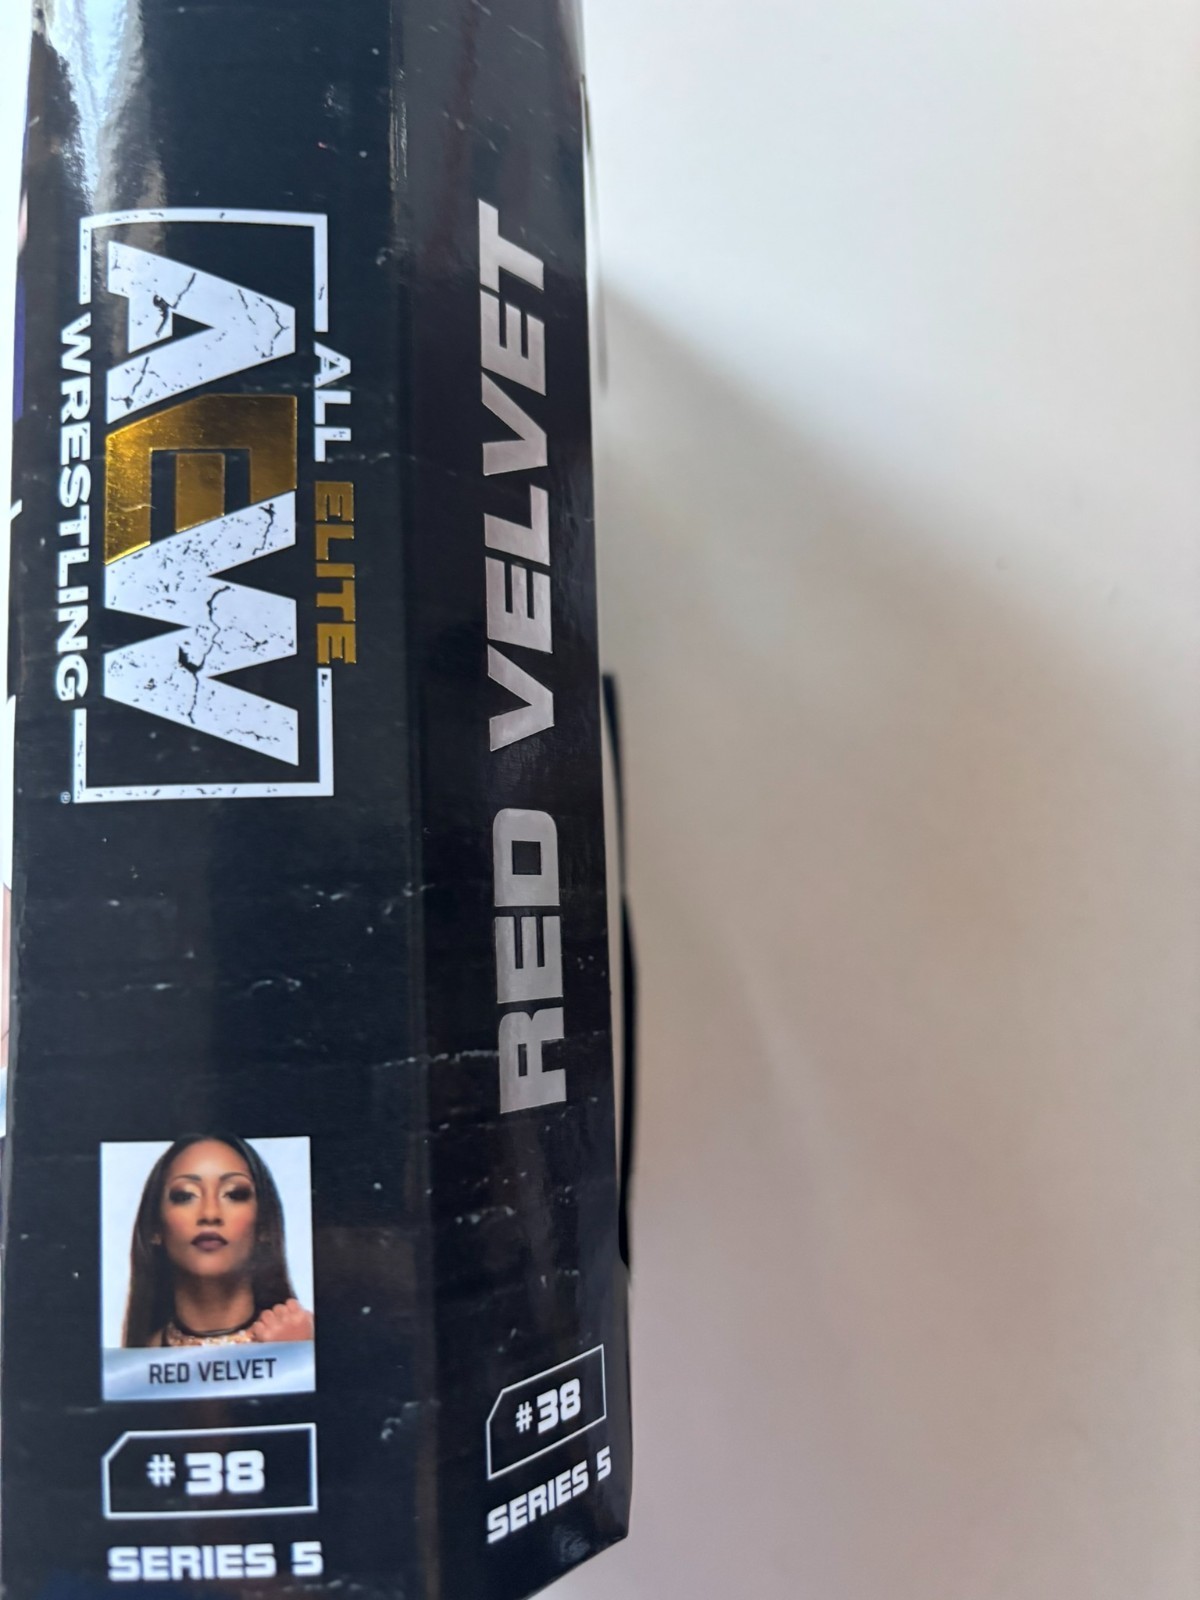 ALL ELITE
AEW
WRESTLING
®
RED VELVET
RED VELVET
#38
SERIES 5
#38
SERIES 5